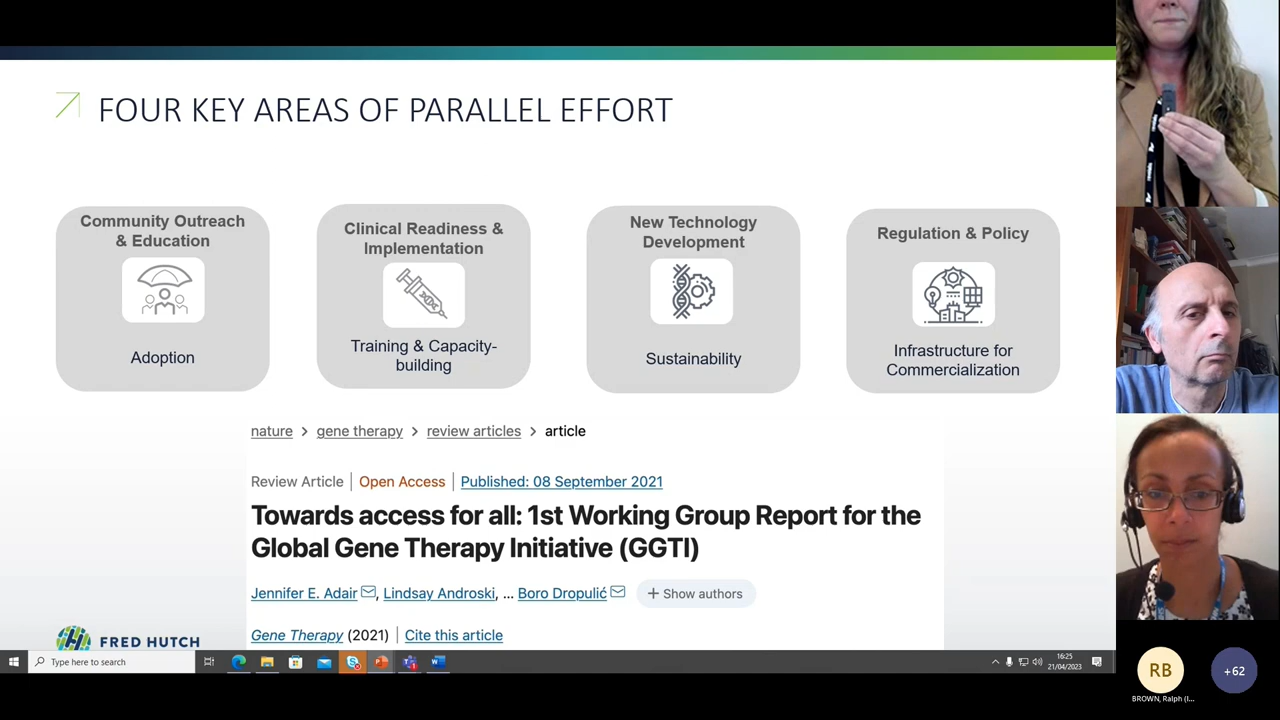 FOUR KEY AREAS OF PARALLEL EFFORT
Community Outreach
& Education
Adoption
Clinical Readiness &
Implementation
Training & Capacity-
building
New Technology
Development
Sustainability
Regulation & Policy
Infrastructure for
Commercialization
nature > gene therapy > review articles > article
Review Article | Open Access | Published: 08 September 2021
Towards access for all: 1st Working Group Report for the
Global Gene Therapy Initiative (GGTI)
Jennifer E. Adair, Lindsay Androski, ... Boro Dropulić + Show authors
Gene Therapy (2021) | Cite this article
FRED HUTCH
Type here to search
16:25
21/04/2023
RB
+62
BROWN, Ralph (I...